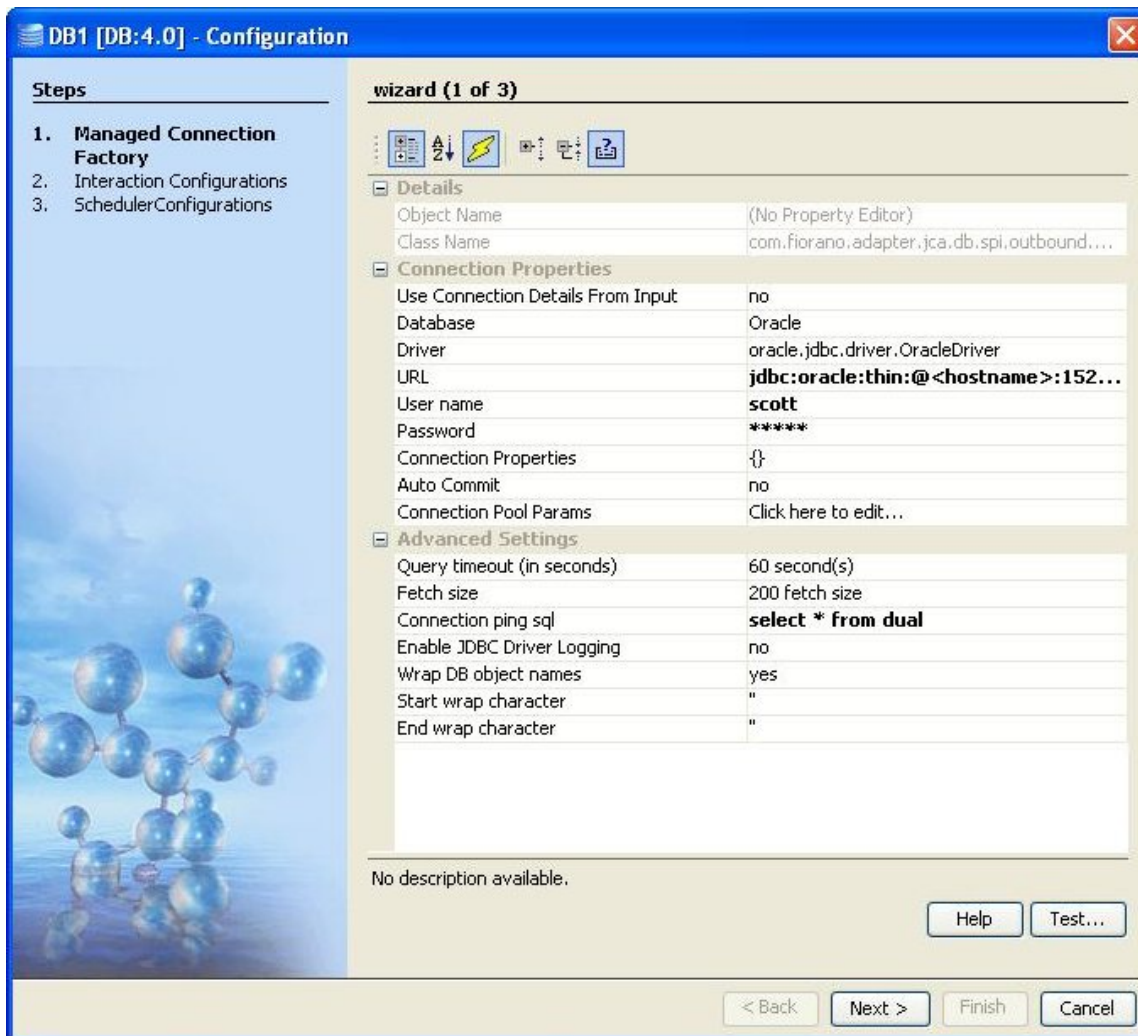 DB1 [DB:4.0] - Configuration
Steps
1. Managed Connection
Factory
2. Interaction Configurations
3. SchedulerConfigurations
wizard (1 of 3)
Details
Object Name (No Property Editor)
Class Name com.fiorano.adapter.jca.db.spi.outbound....
Connection Properties
Use Connection Details From Input no
Database Oracle
Driver oracle.jdbc.driver.OracleDriver
URL jdbc:oracle:thin:@<hostname>:152...
User name scott
Password *****
Connection Properties {}
Auto Commit no
Connection Pool Params Click here to edit...
Advanced Settings
Query timeout (in seconds) 60 second(s)
Fetch size 200 fetch size
Connection ping sql select * from dual
Enable JDBC Driver Logging no
Wrap DB object names yes
Start wrap character "
End wrap character "
No description available.
Help Test...
< Back Next > Finish Cancel